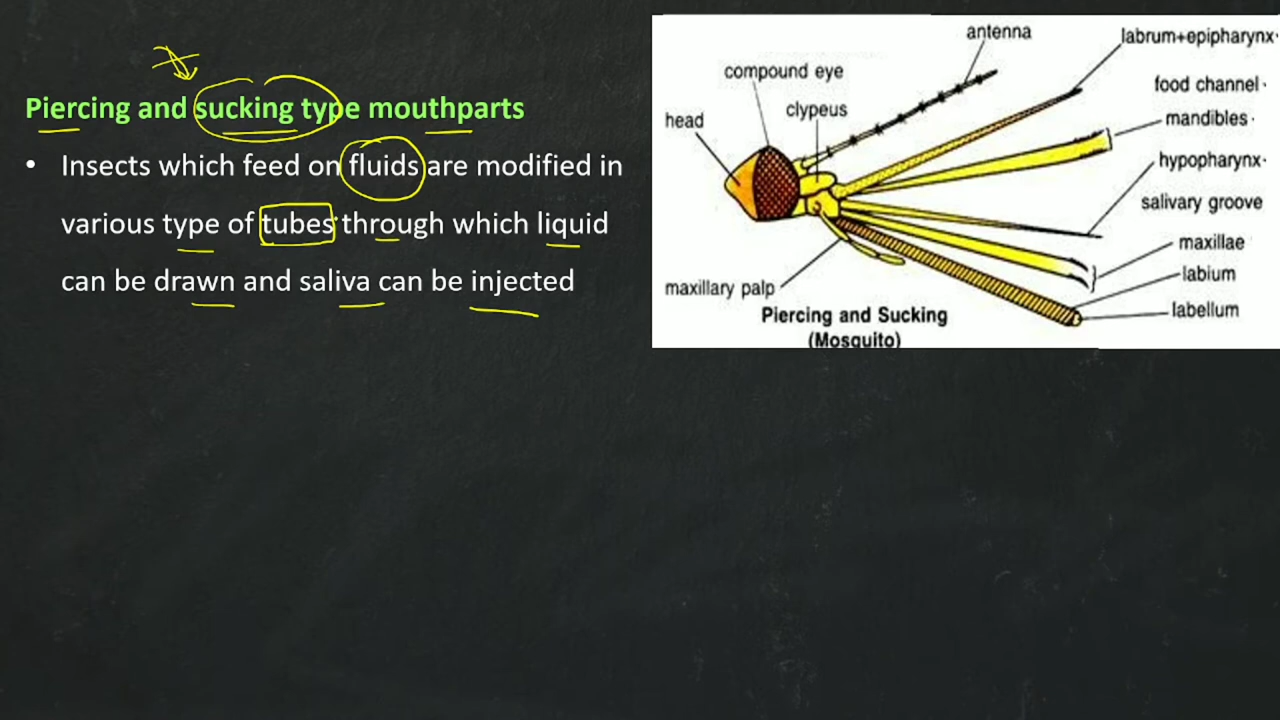 Piercing and sucking type mouthparts
• Insects which feed on fluids are modified in
various type of tubes through which liquid
can be drawn and saliva can be injected
antenna
labrum+epipharynx
compound eye
food channel
clypeus
mandibles
head
hypopharynx
salivary groove
maxillae
labium
maxillary palp
labellum
Piercing and Sucking
(Mosquito)